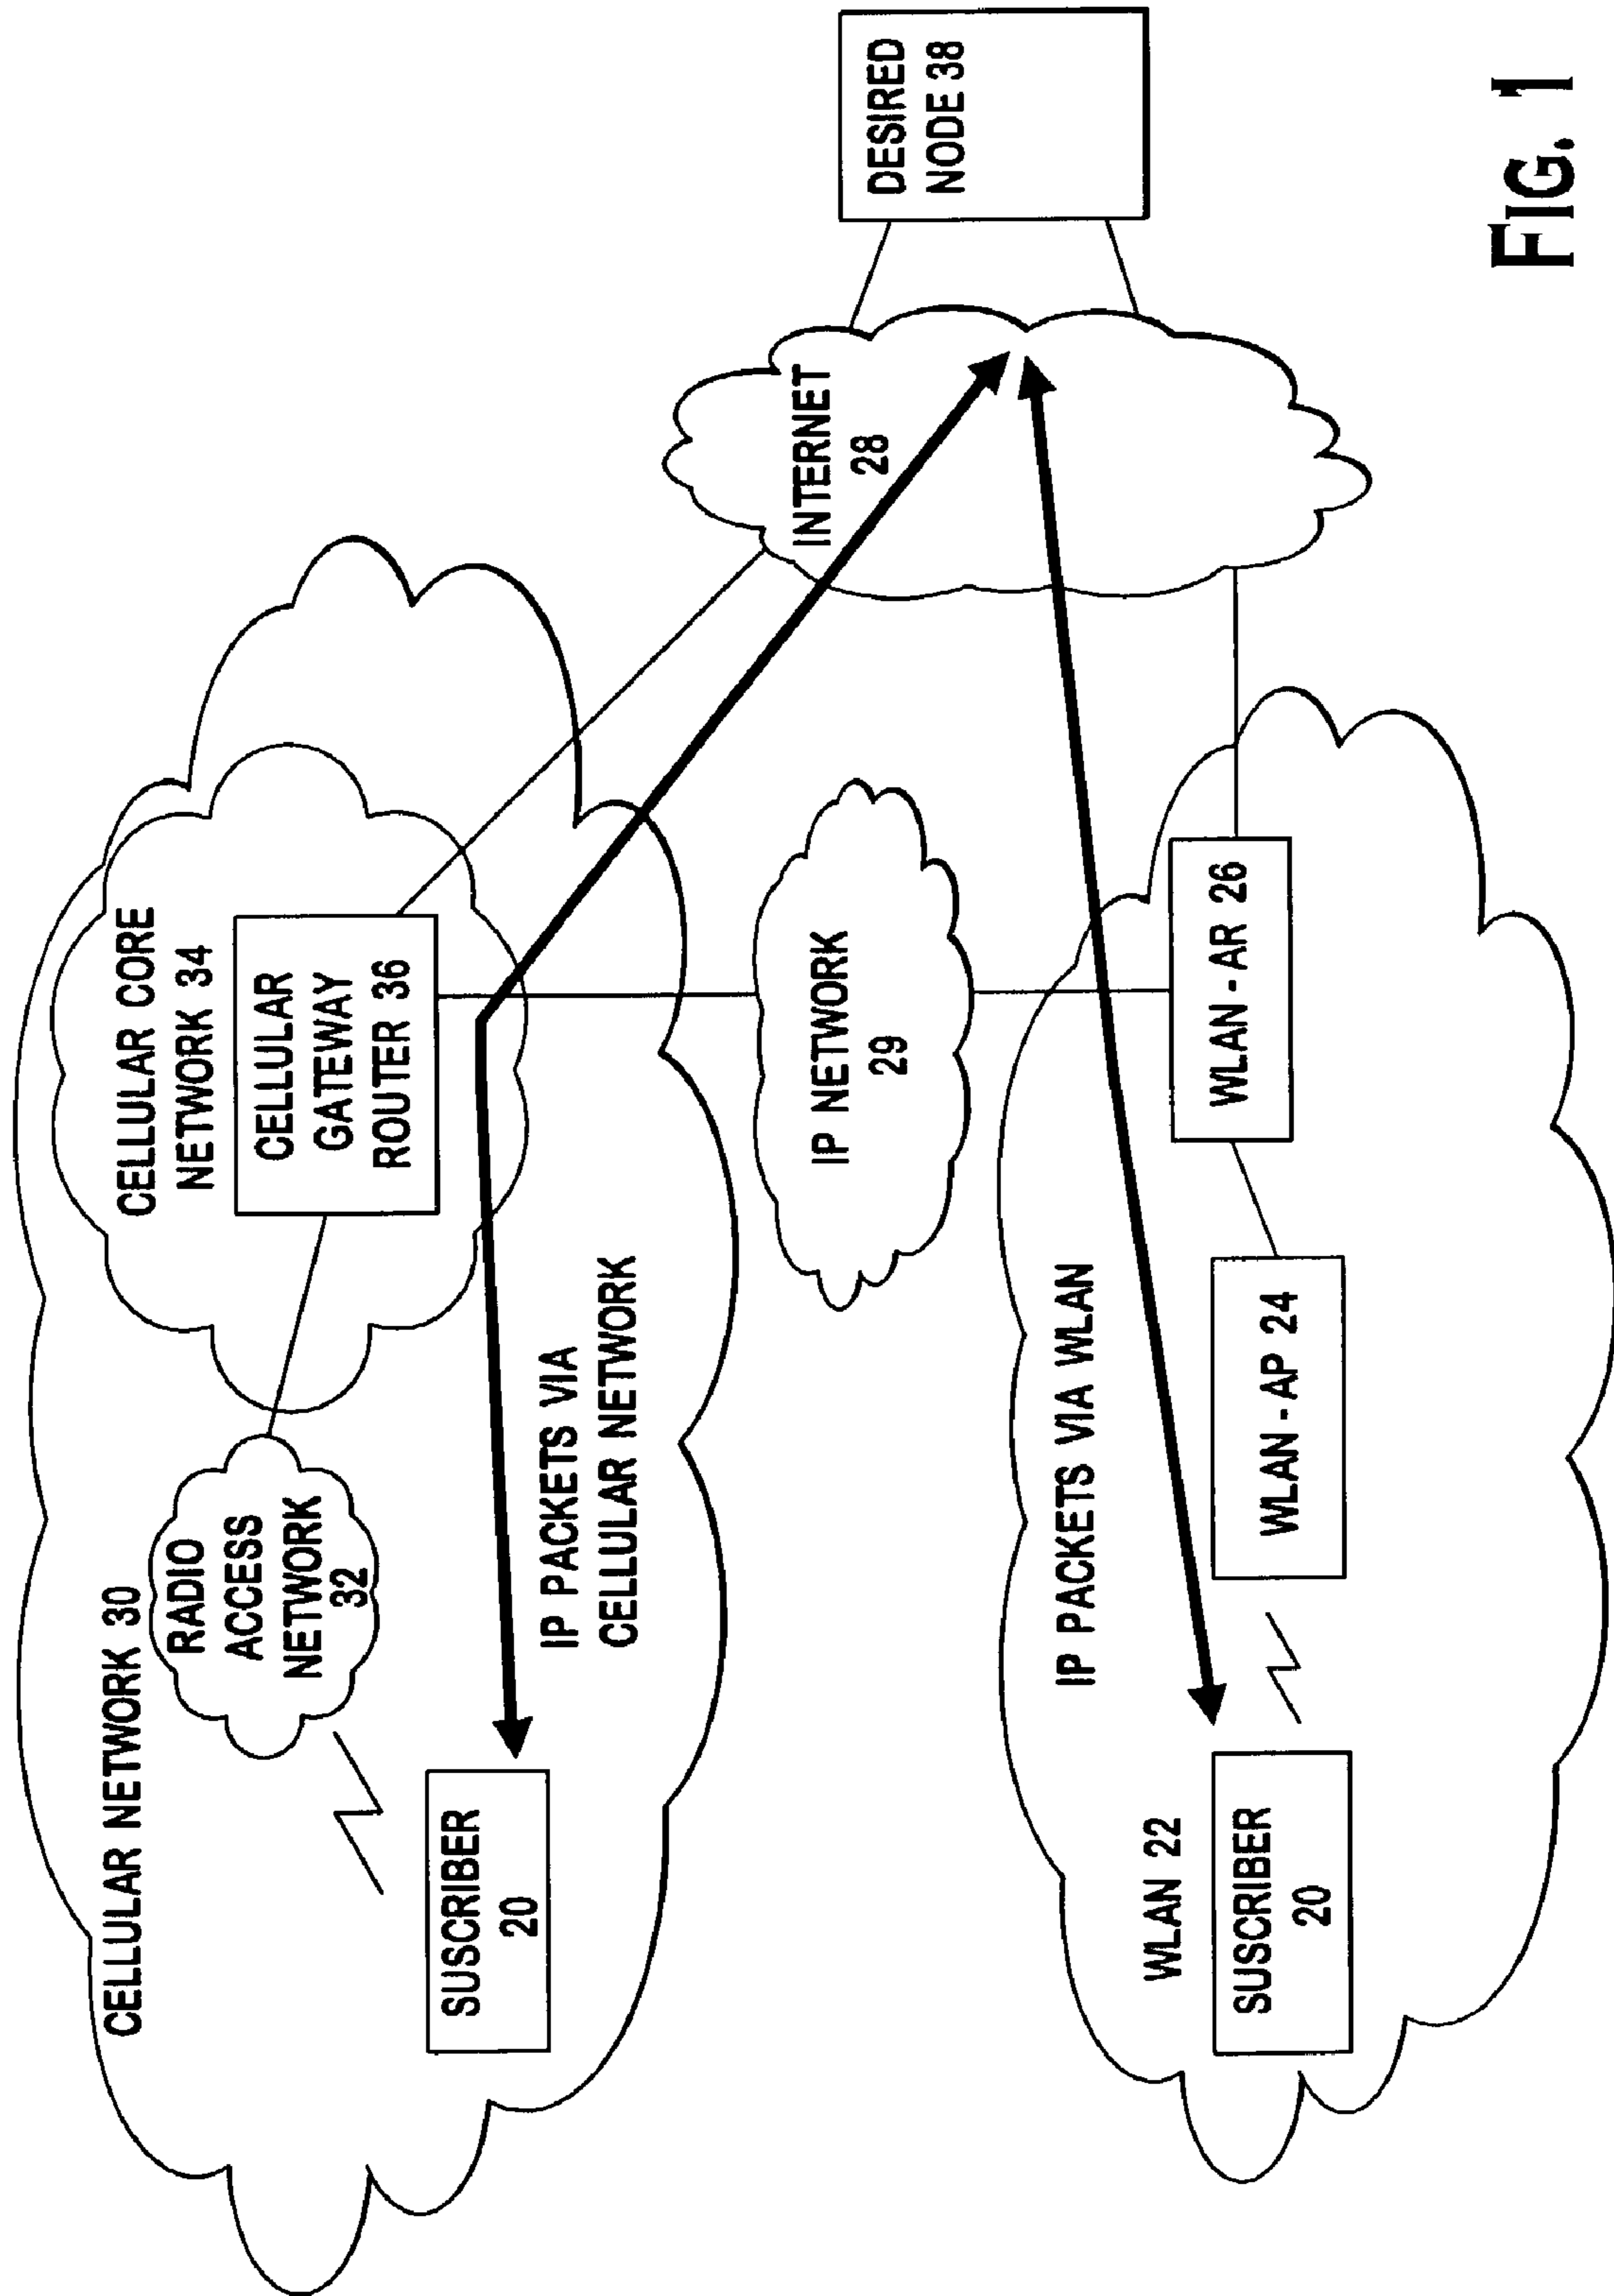 CELLULAR NETWORK 30
RADIO
ACCESS
NETWORK
32
CELLULAR CORE
NETWORK 34
CELLULAR
GATEWAY
ROUTER 36
SUSCRIBER
20
IP PACKETS VIA
CELLULAR NETWORK
IP NETWORK
29
INTERNET
28
DESIRED
NODE 38
IP PACKETS VIA WLAN
WLAN 22
SUSCRIBER
20
WLAN - AP 24
WLAN - AR 26
FIG. 1